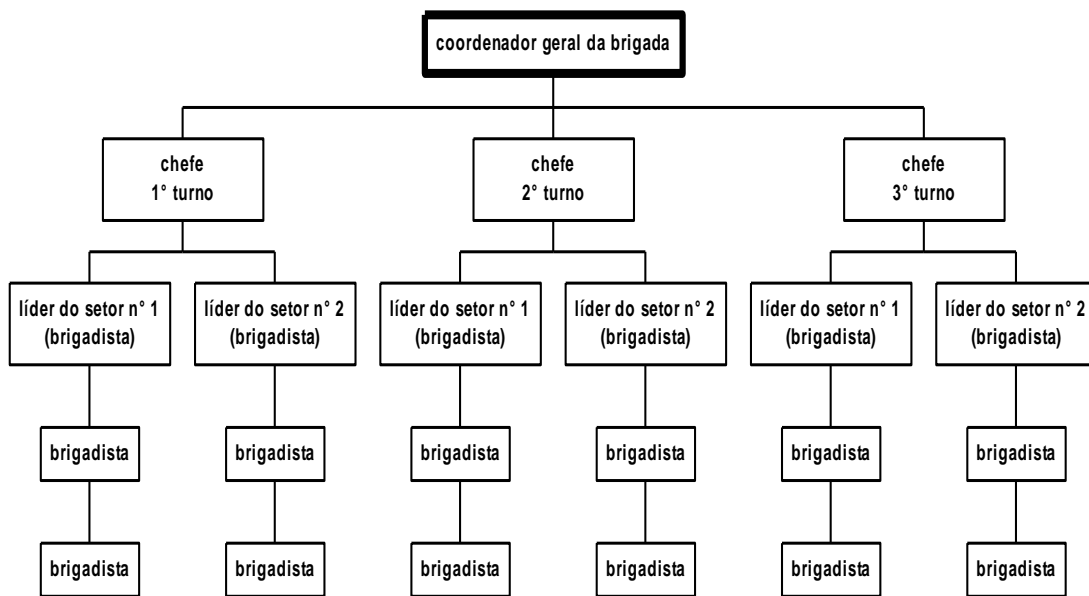 coordenador geral da brigada
chefe
1° turno
chefe
2° turno
chefe
3° turno
líder do setor n° 1
(brigadista)
líder do setor n° 2
(brigadista)
líder do setor n° 1
(brigadista)
líder do setor n° 2
(brigadista)
líder do setor n° 1
(brigadista)
líder do setor n° 2
(brigadista)
brigadista
brigadista
brigadista
brigadista
brigadista
brigadista
brigadista
brigadista
brigadista
brigadista
brigadista
brigadista